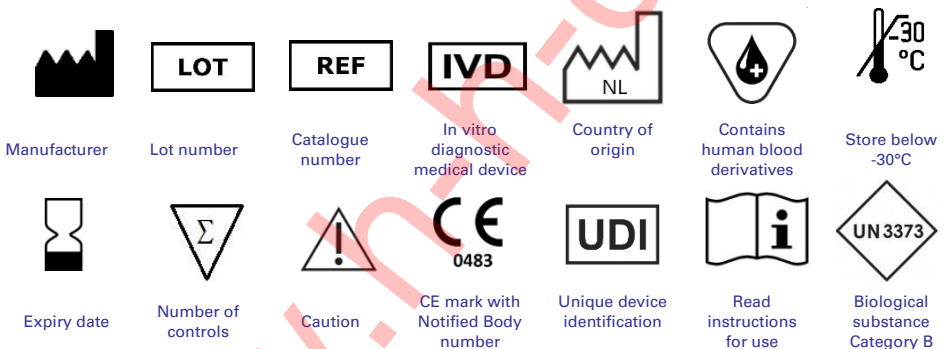 LOT
REF
IVD
NL
-30
°C
Manufacturer
Lot number
Catalogue
number
In vitro
diagnostic
medical device
Country of
origin
Contains
human blood
derivatives
Store below
-30°C
Σ
!
CE
0483
UDI
i
UN 3373
Expiry date
Number of
controls
Caution
CE mark with
Notified Body
number
Unique device
identification
Read
instructions
for use
Biological
substance
Category B